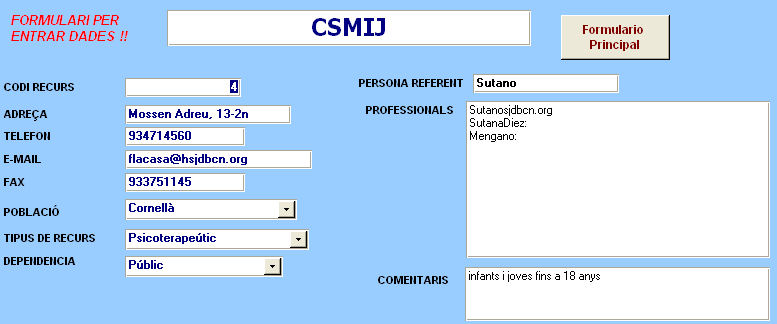 FORMULARI PER
ENTRAR DADES !!
CSMIJ
Formulario
Principal
CODI RECURS 4
ADREÇA Mossen Adreu, 13-2n
TELEFON 934714560
E-MAIL flacasa@hsjdbcn.org
FAX 933751145
POBLACIÓ Cornellà
TIPUS DE RECURS Psicoterapeútic
DEPENDENCIA Públic
PERSONA REFERENT Sutano
PROFESSIONALS Sutanosjdbcn.org
SutanaDiez:
Mengano:
COMENTARIS infants i joves fins a 18 anys